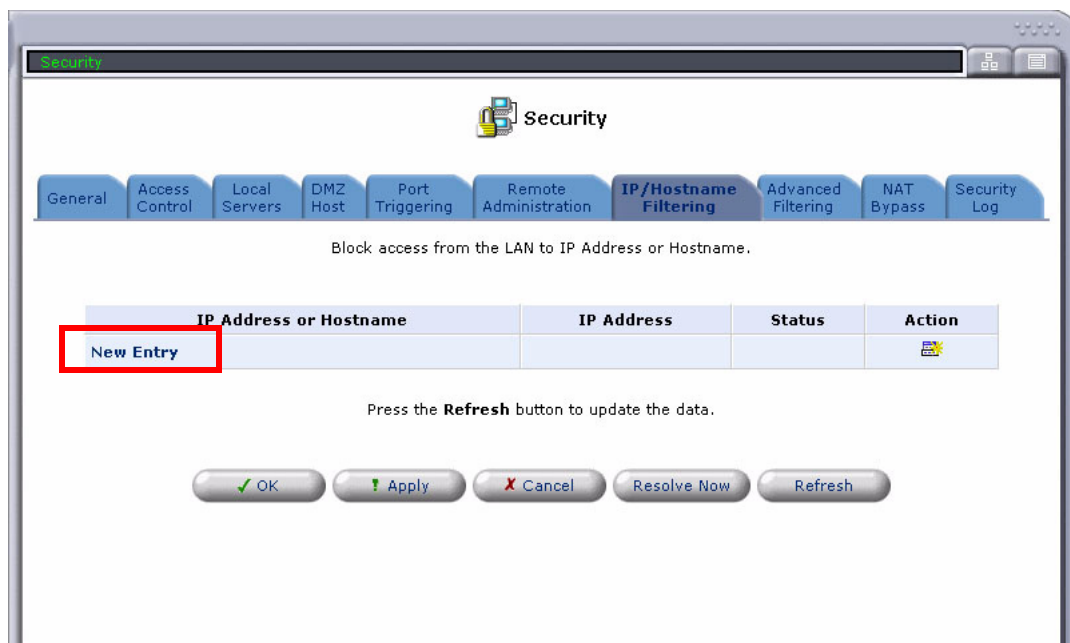 Security
Security
General
Access Control
Local Servers
DMZ Host
Port Triggering
Remote Administration
IP/Hostname Filtering
Advanced Filtering
NAT Bypass
Security Log
Block access from the LAN to IP Address or Hostname.
IP Address or Hostname IP Address Status Action
New Entry
Press the Refresh button to update the data.
OK Apply Cancel Resolve Now Refresh